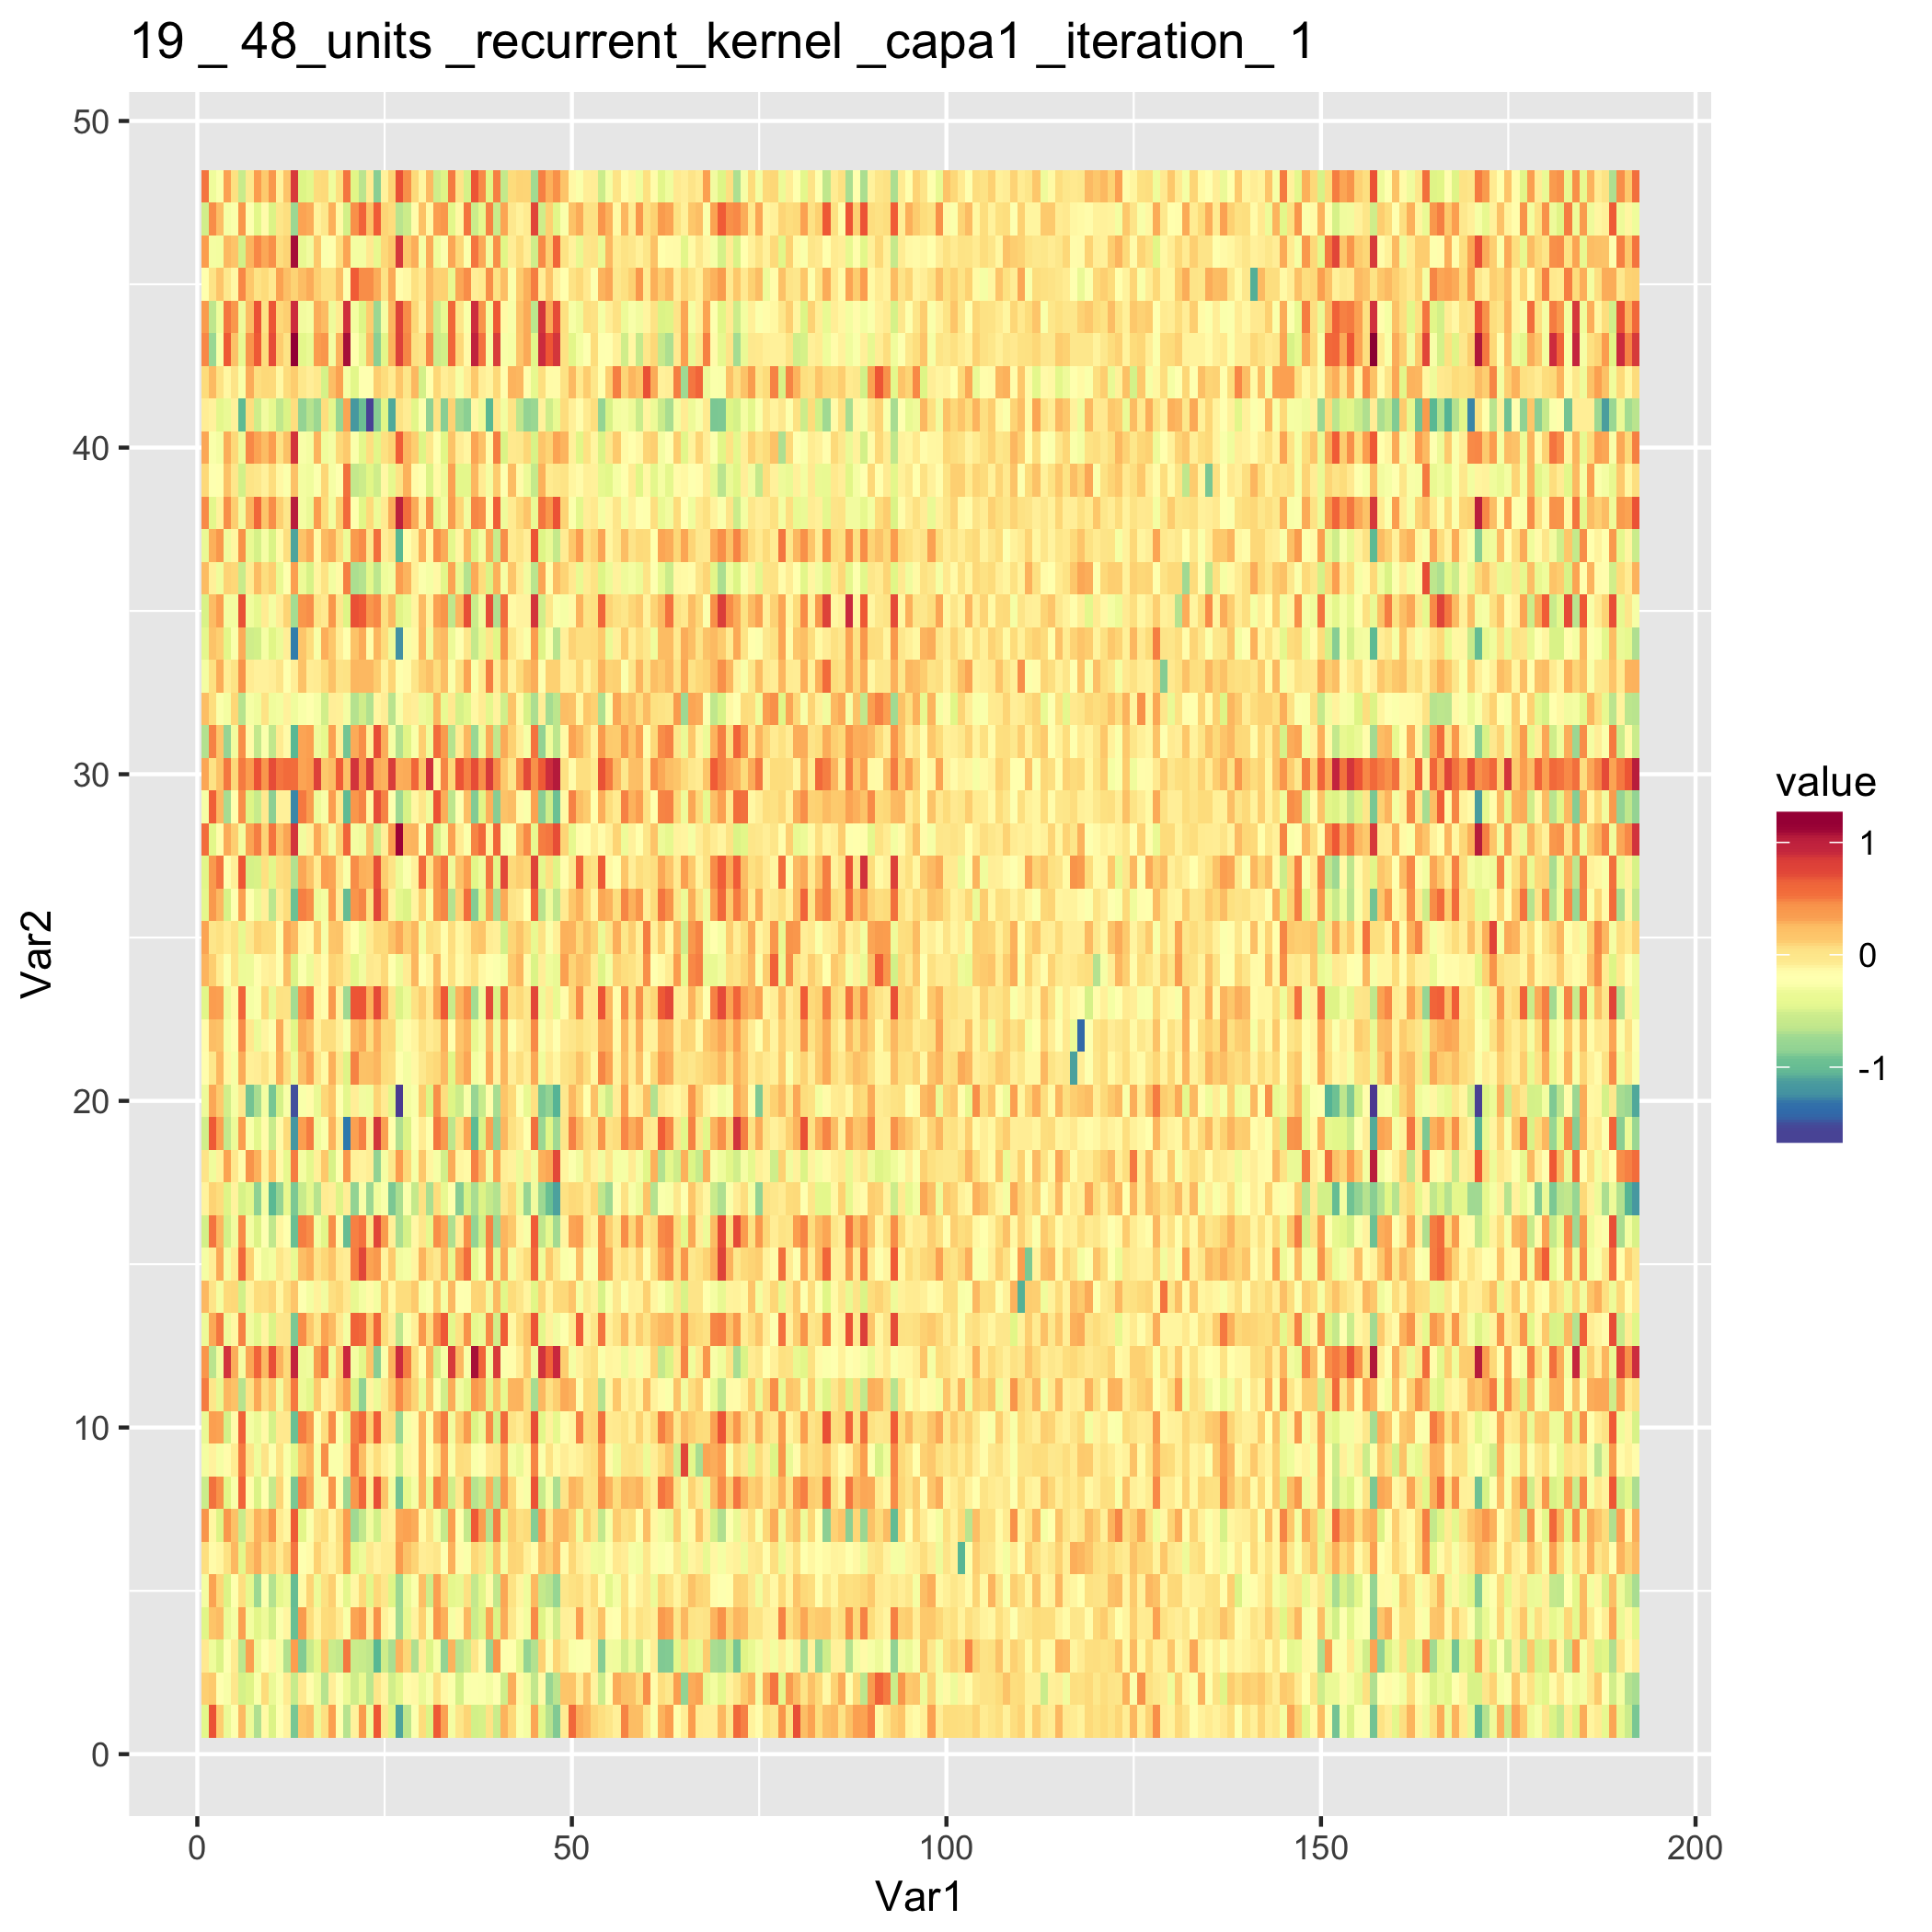 19 _ 48_units _recurrent_kernel _capa1 _iteration_ 1
50
40
30
20
10
0
Var2
0 50 100 150 200
Var1
value
1
0
-1